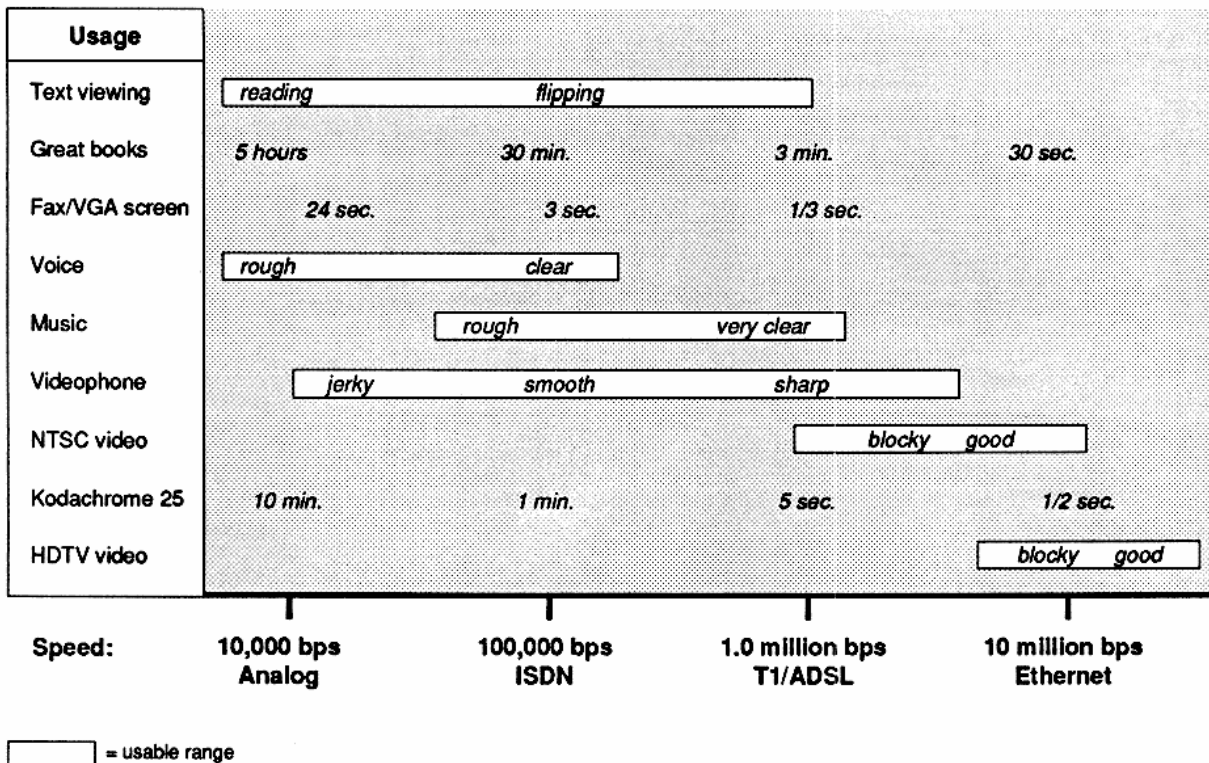 Usage
Text viewing reading flipping
Great books 5 hours 30 min. 3 min. 30 sec.
Fax/VGA screen 24 sec. 3 sec. 1/3 sec.
Voice rough clear
Music rough very clear
Videophone jerky smooth sharp
NTSC video blocky good
Kodachrome 25 10 min. 1 min. 5 sec. 1/2 sec.
HDTV video blocky good
Speed: 10,000 bps 100,000 bps 1.0 million bps 10 million bps
Analog ISDN T1/ADSL Ethernet
= usable range